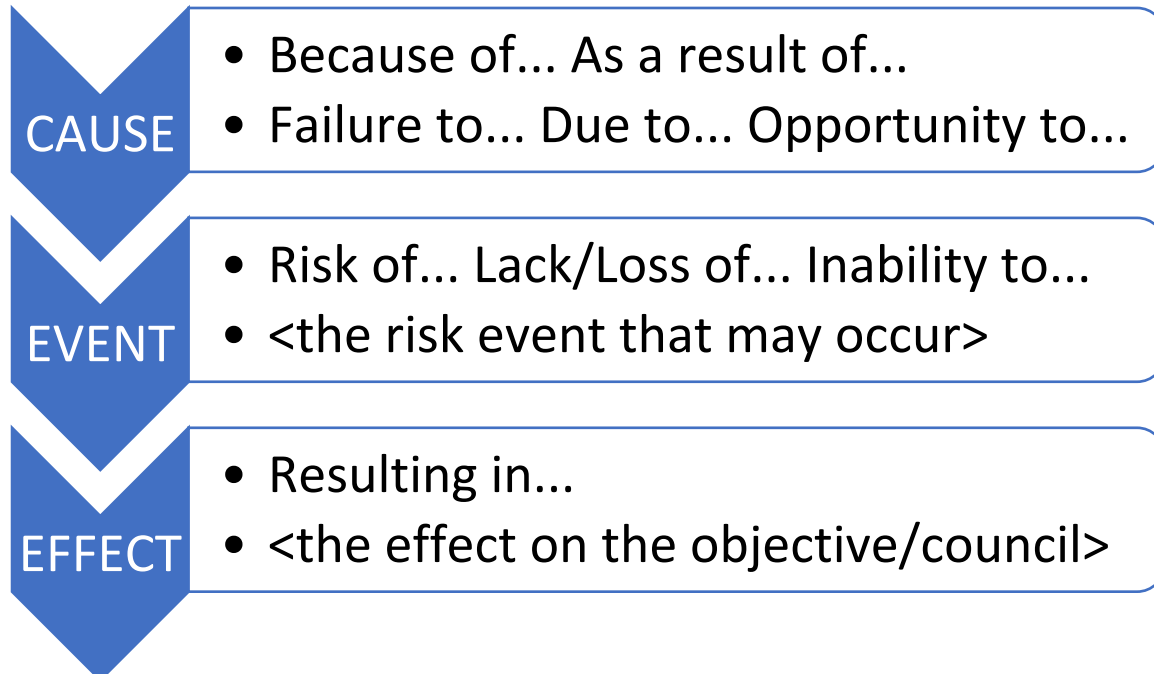 CAUSE
• Because of... As a result of...
• Failure to... Due to... Opportunity to...
EVENT
• Risk of... Lack/Loss of... Inability to...
• <the risk event that may occur>
EFFECT
• Resulting in...
• <the effect on the objective/council>